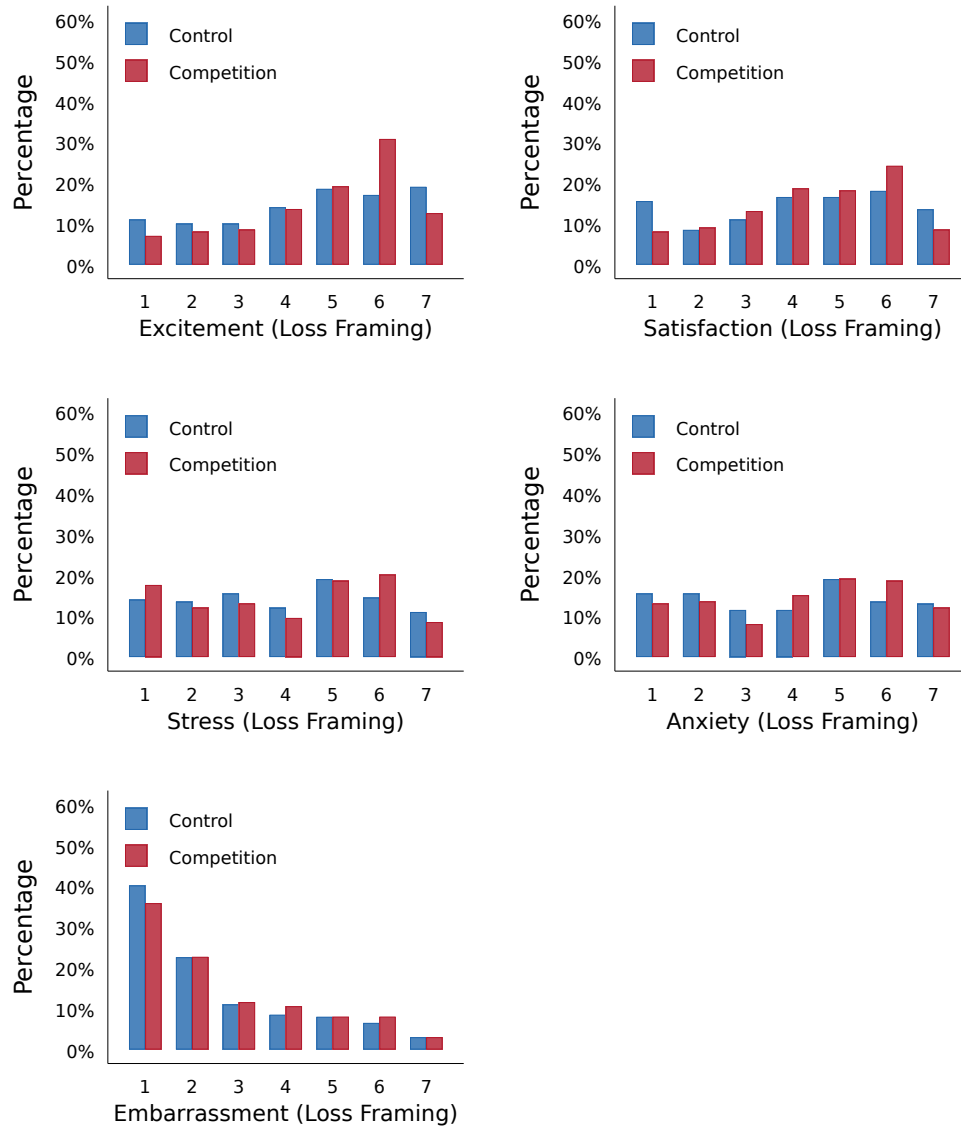 60%
50%
40%
30%
20%
10%
0%
Percentage
Control
Competition
1 2 3 4 5 6 7
Excitement (Loss Framing)
60%
50%
40%
30%
20%
10%
0%
Percentage
Control
Competition
1 2 3 4 5 6 7
Satisfaction (Loss Framing)
60%
50%
40%
30%
20%
10%
0%
Percentage
Control
Competition
1 2 3 4 5 6 7
Stress (Loss Framing)
60%
50%
40%
30%
20%
10%
0%
Percentage
Control
Competition
1 2 3 4 5 6 7
Anxiety (Loss Framing)
60%
50%
40%
30%
20%
10%
0%
Percentage
Control
Competition
1 2 3 4 5 6 7
Embarrassment (Loss Framing)